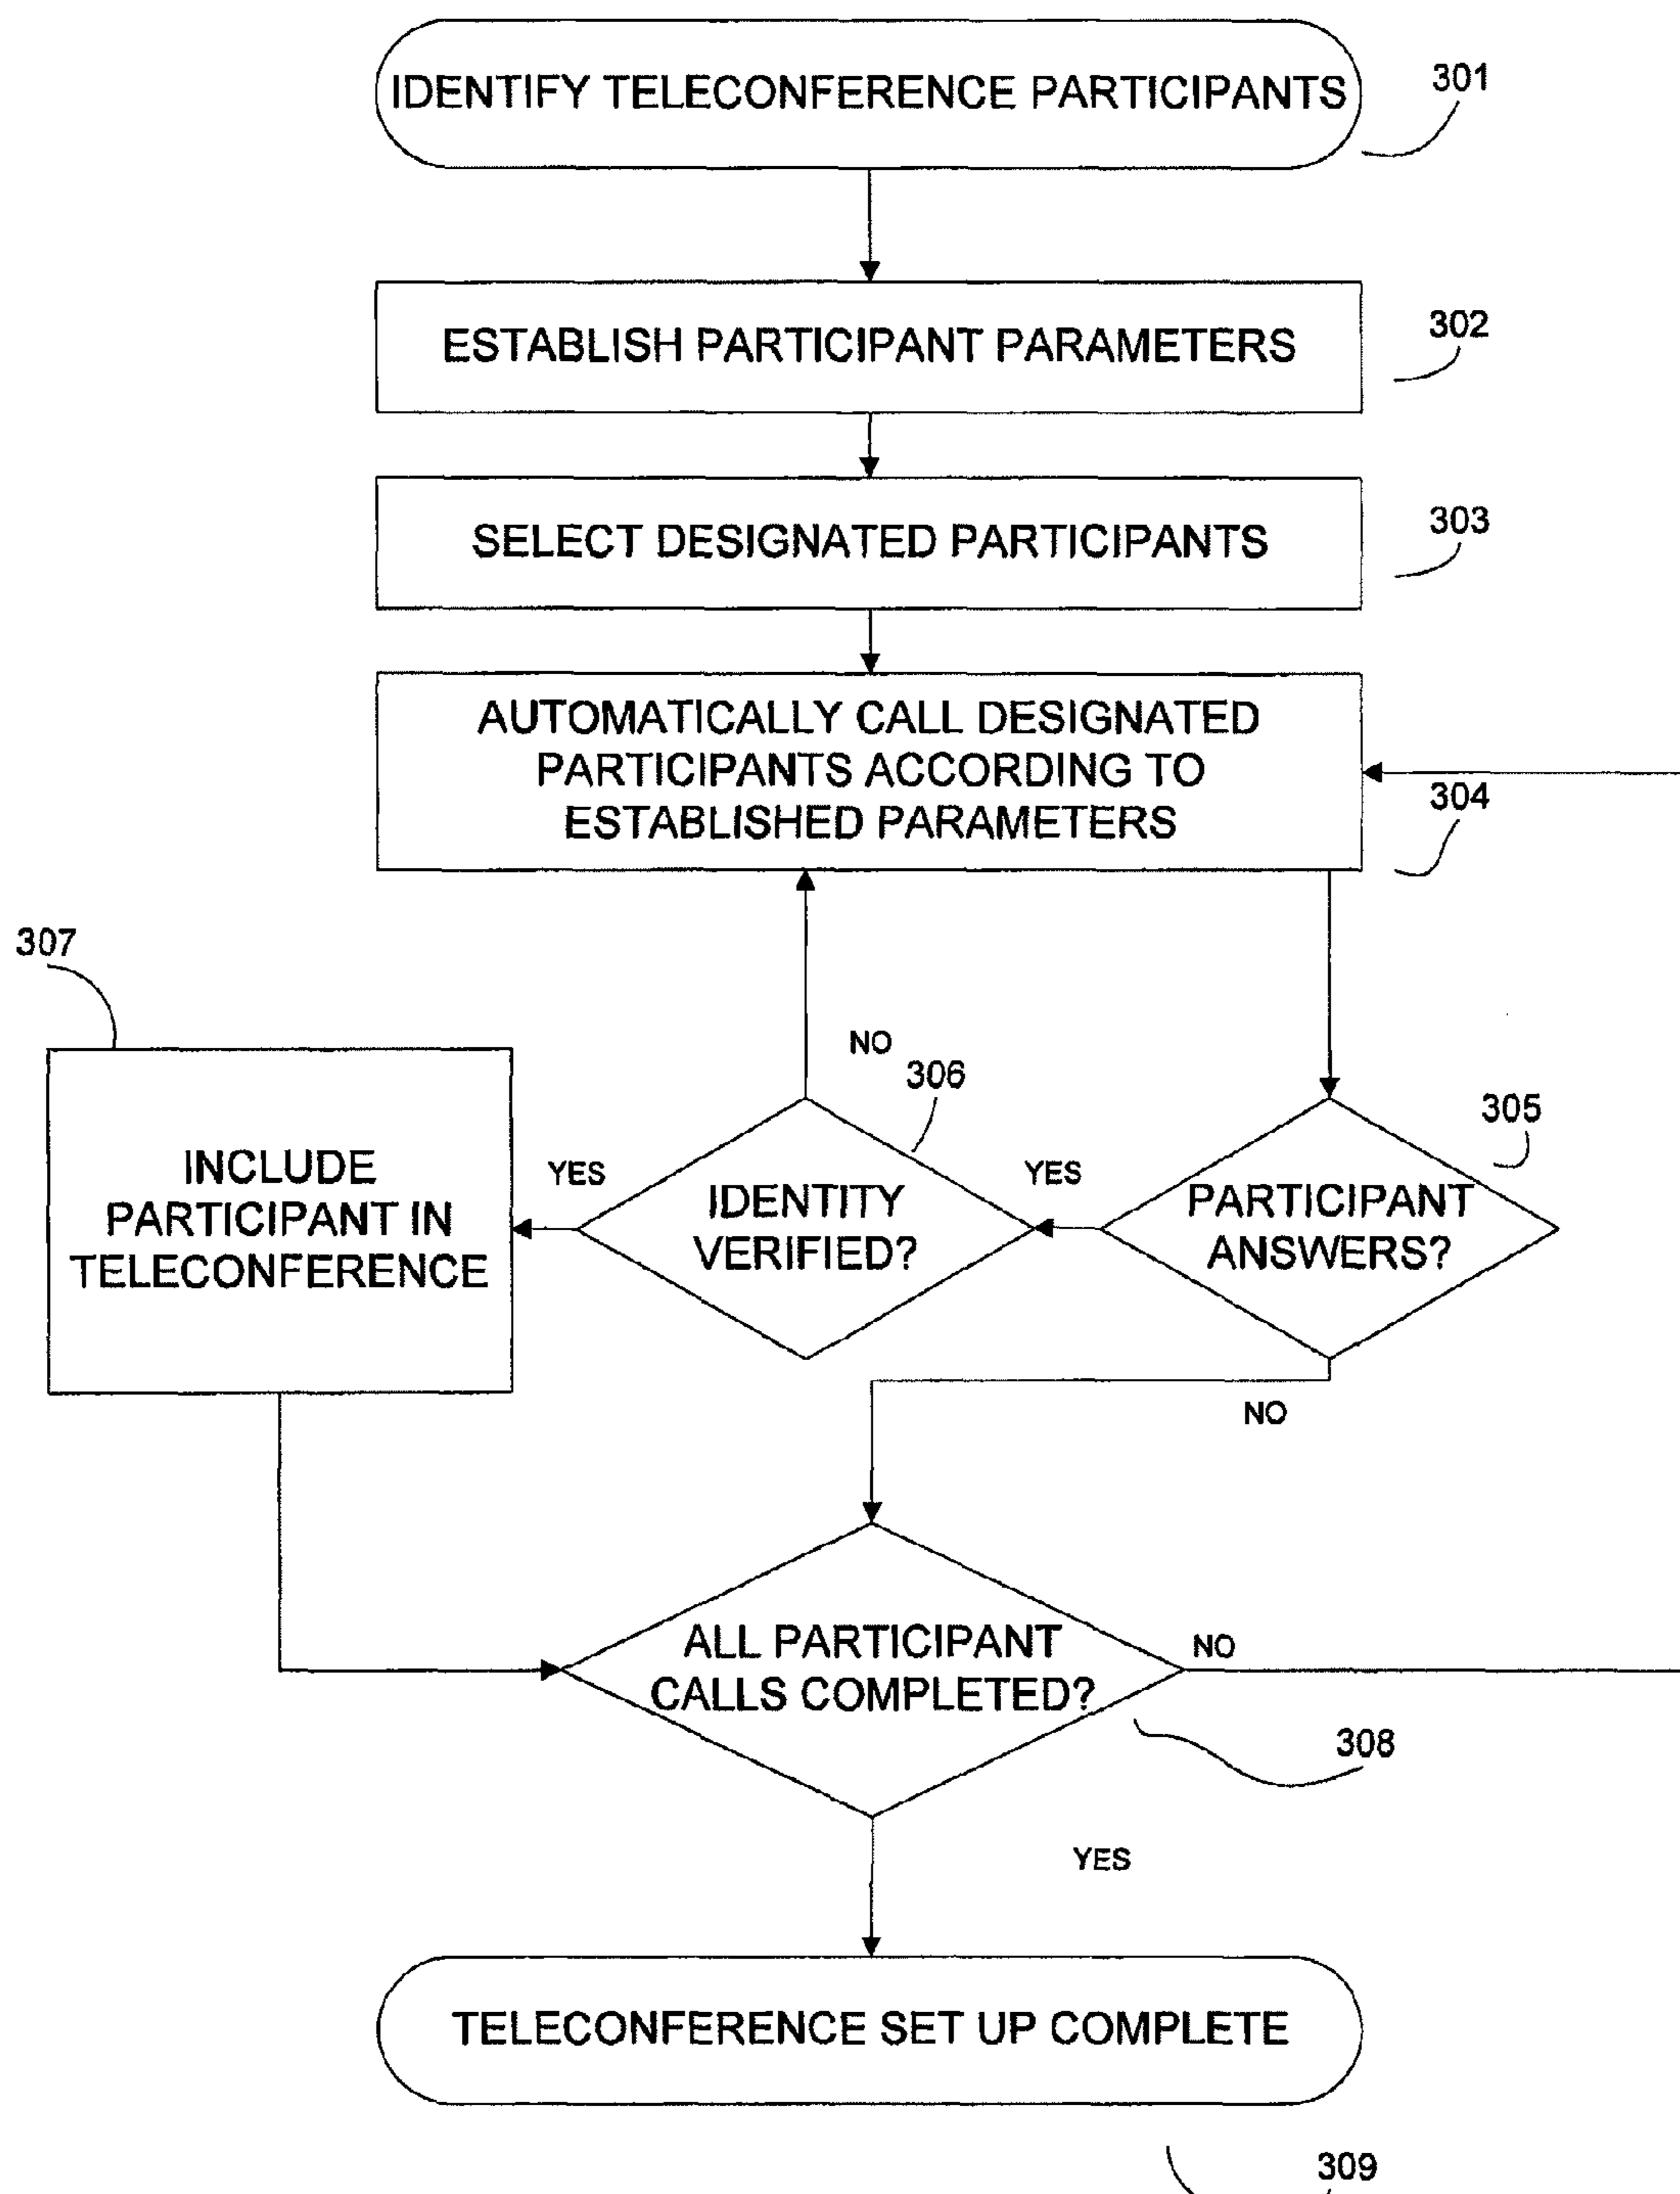 IDENTIFY TELECONFERENCE PARTICIPANTS
301
ESTABLISH PARTICIPANT PARAMETERS
302
SELECT DESIGNATED PARTICIPANTS
303
AUTOMATICALLY CALL DESIGNATED
PARTICIPANTS ACCORDING TO
ESTABLISHED PARAMETERS
304
307
NO
306
305
INCLUDE
PARTICIPANT IN
TELECONFERENCE
YES
IDENTITY
VERIFIED?
YES
PARTICIPANT
ANSWERS?
NO
ALL PARTICIPANT
CALLS COMPLETED?
NO
308
YES
TELECONFERENCE SET UP COMPLETE
309